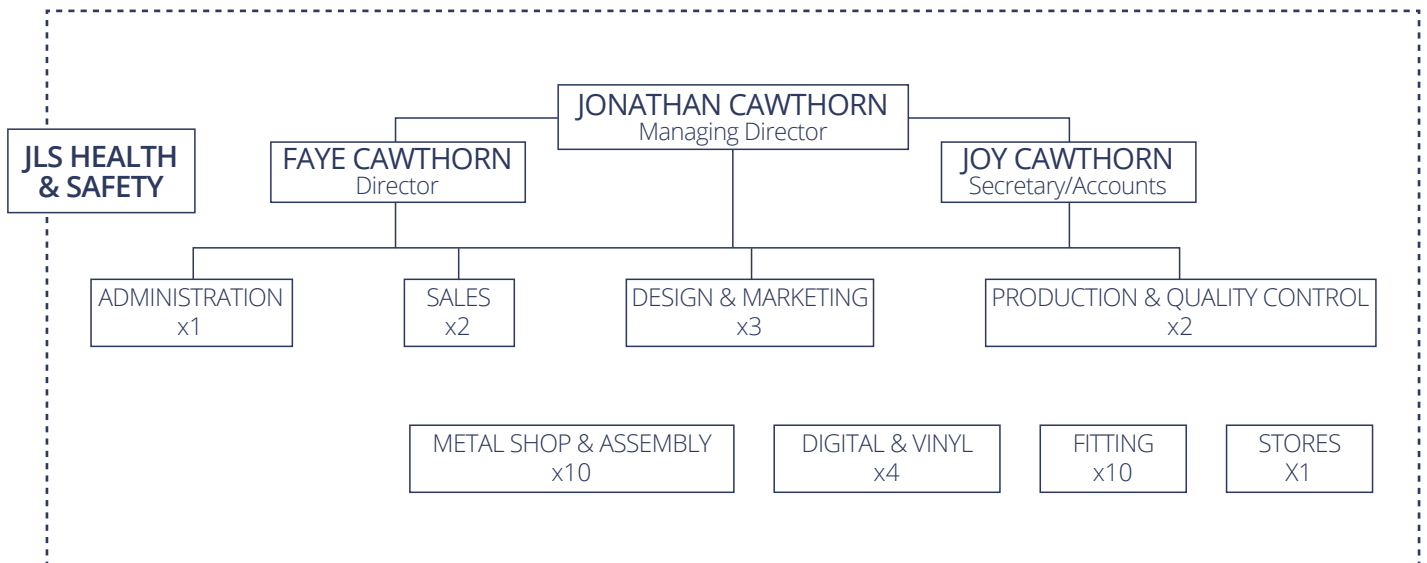 JONATHAN CAWTHORN
Managing Director
JLS HEALTH
& SAFETY
FAYE CAWTHORN
Director
JOY CAWTHORN
Secretary/Accounts
ADMINISTRATION
x1
SALES
x2
DESIGN & MARKETING
x3
PRODUCTION & QUALITY CONTROL
x2
METAL SHOP & ASSEMBLY
x10
DIGITAL & VINYL
x4
FITTING
x10
STORES
X1